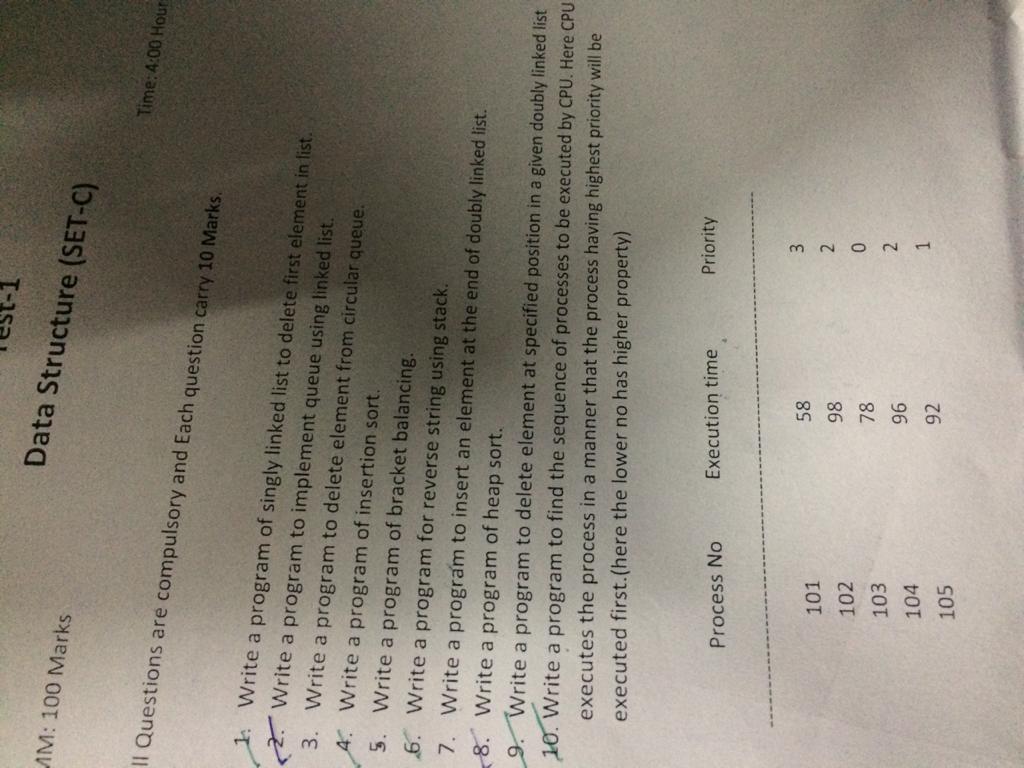 Test-1
Data Structure (SET-C)
MM: 100 Marks
Time: 4:00 Hour
ll Questions are compulsory and Each question carry 10 Marks.
1. Write a program of singly linked list to delete first element in list.
2. Write a program to implement queue using linked list.
3. Write a program to delete element from circular queue.
4. Write a program of insertion sort.
5. Write a program of bracket balancing.
6. Write a program for reverse string using stack.
7. Write a program to insert an element at the end of doubly linked list.
8. Write a program of heap sort.
9. Write a program to delete element at specified position in a given doubly linked list
10. Write a program to find the sequence of processes to be executed by CPU. Here CPU
executes the process in a manner that the process having highest priority will be
executed first.(here the lower no has higher property)
Process No Execution time Priority
101 58 3
102 98 2
103 78 0
104 96 2
105 92 1